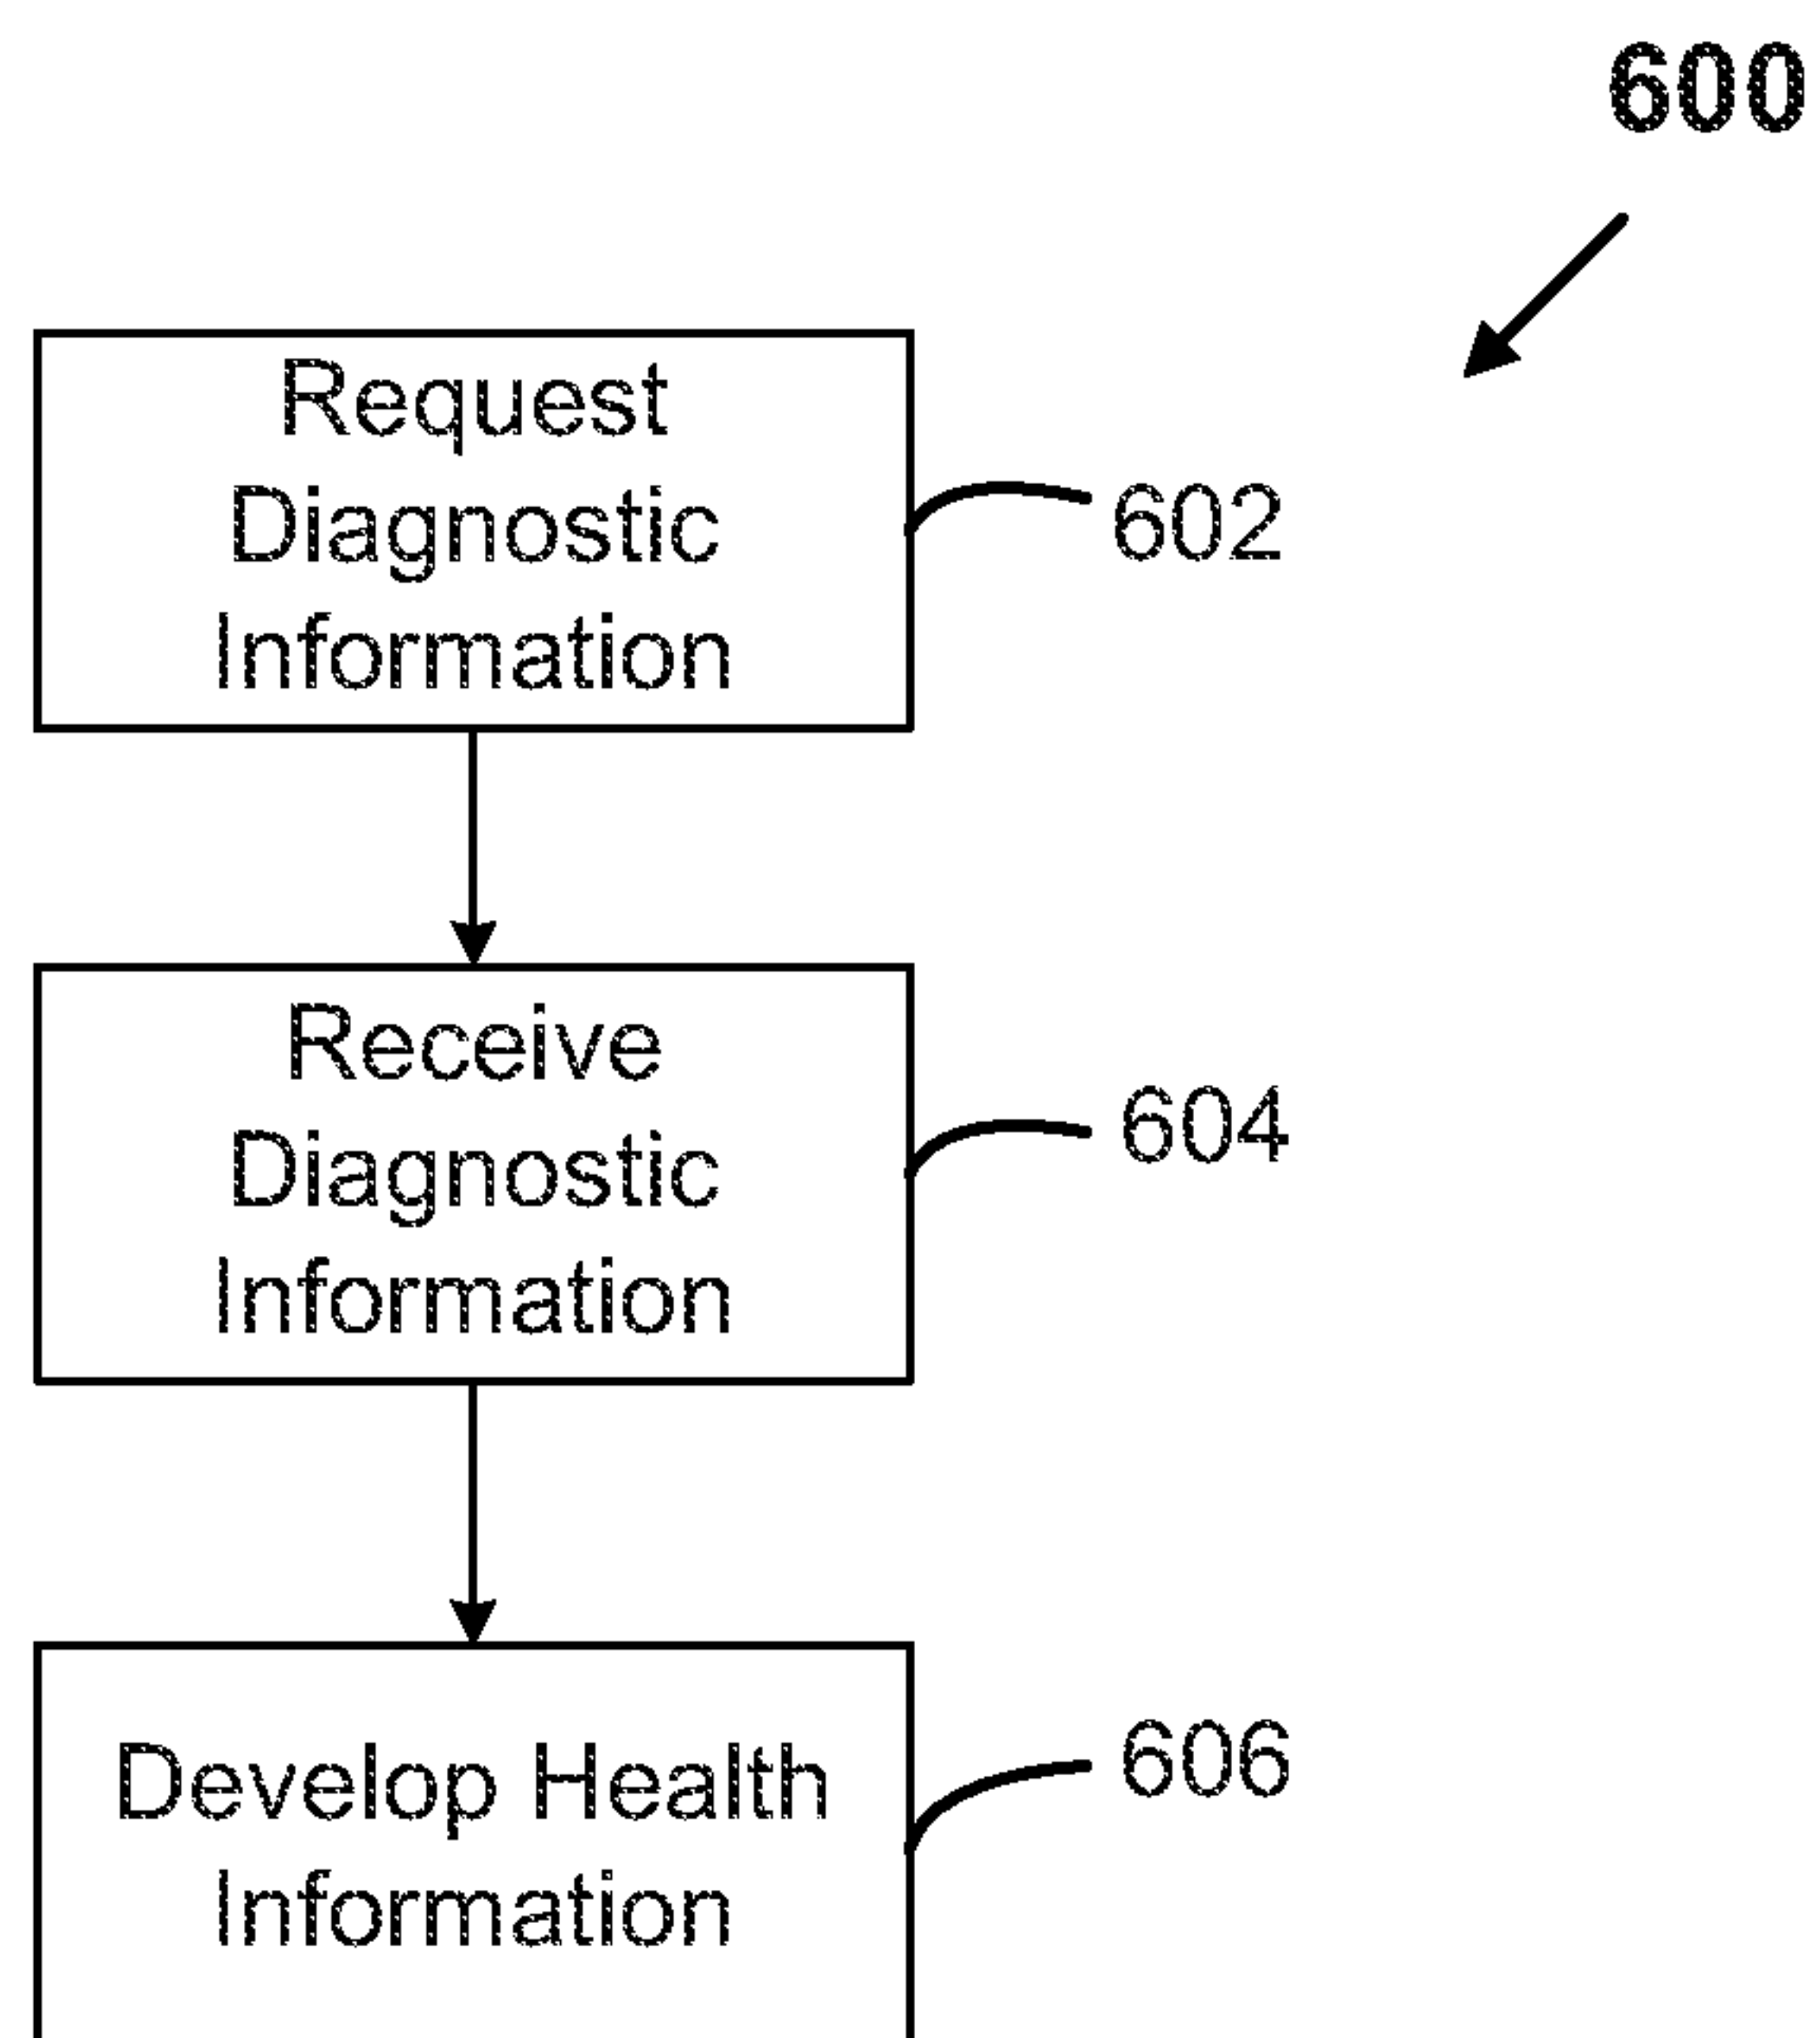 600
Request
Diagnostic
Information
602
Receive
Diagnostic
Information
604
Develop Health
Information
606